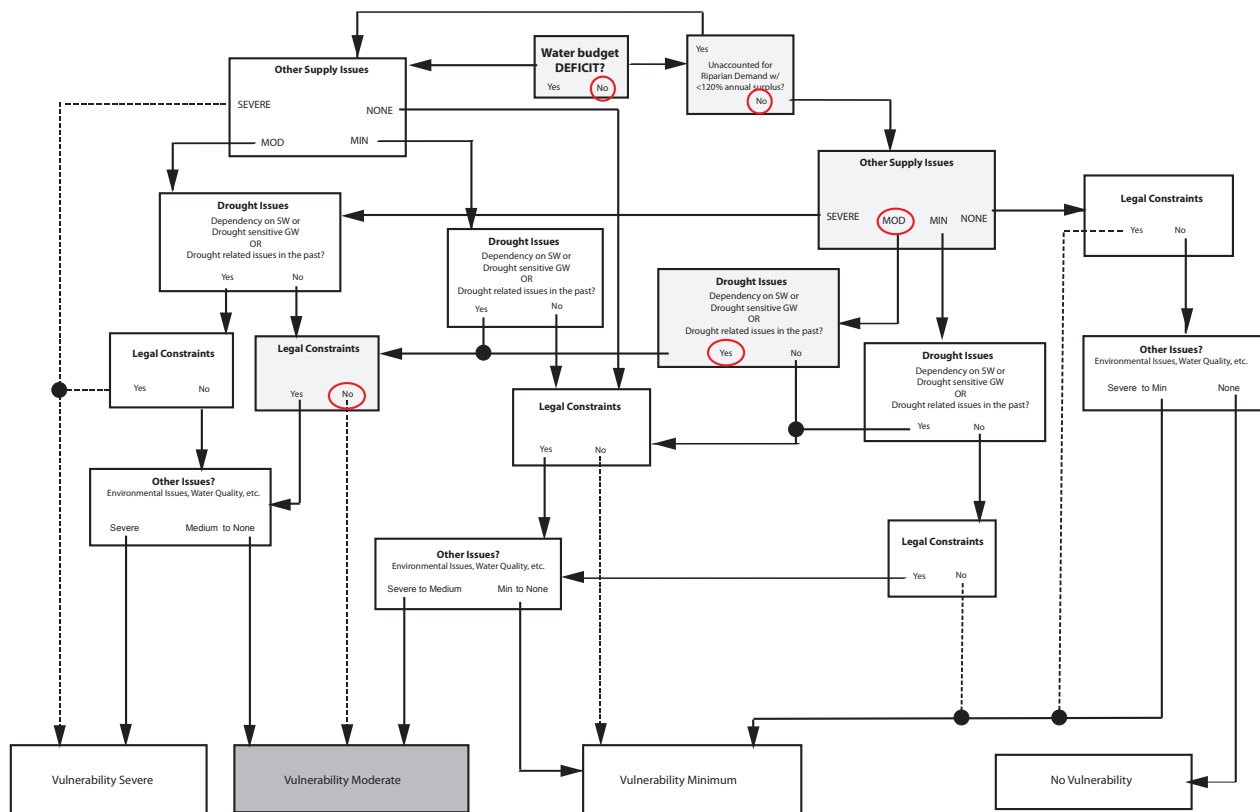 Water budget
DEFICIT?
Yes No
Yes
Unaccounted for
Riparian Demand w/
<120% annual surplus?
No
Other Supply Issues
SEVERE
NONE
MOD
MIN
Other Supply Issues
SEVERE MOD MIN NONE
Legal Constraints
Yes No
Drought Issues
Dependency on SW or
Drought sensitive GW
OR
Drought related issues in the past?
Yes No
Drought Issues
Dependency on SW or
Drought sensitive GW
OR
Drought related issues in the past?
Yes No
Drought Issues
Dependency on SW or
Drought sensitive GW
OR
Drought related issues in the past?
Yes No
Legal Constraints
Yes No
Legal Constraints
Yes No
Drought Issues
Dependency on SW or
Drought sensitive GW
OR
Drought related issues in the past?
Yes No
Other Issues?
Environmental Issues, Water Quality, etc.
Severe to Min None
Legal Constraints
Yes No
Other Issues?
Environmental Issues, Water Quality, etc.
Severe Medium to None
Other Issues?
Environmental Issues, Water Quality, etc.
Severe to Medium Min to None
Legal Constraints
Yes No
Vulnerability Severe
Vulnerability Moderate
Vulnerability Minimum
No Vulnerability